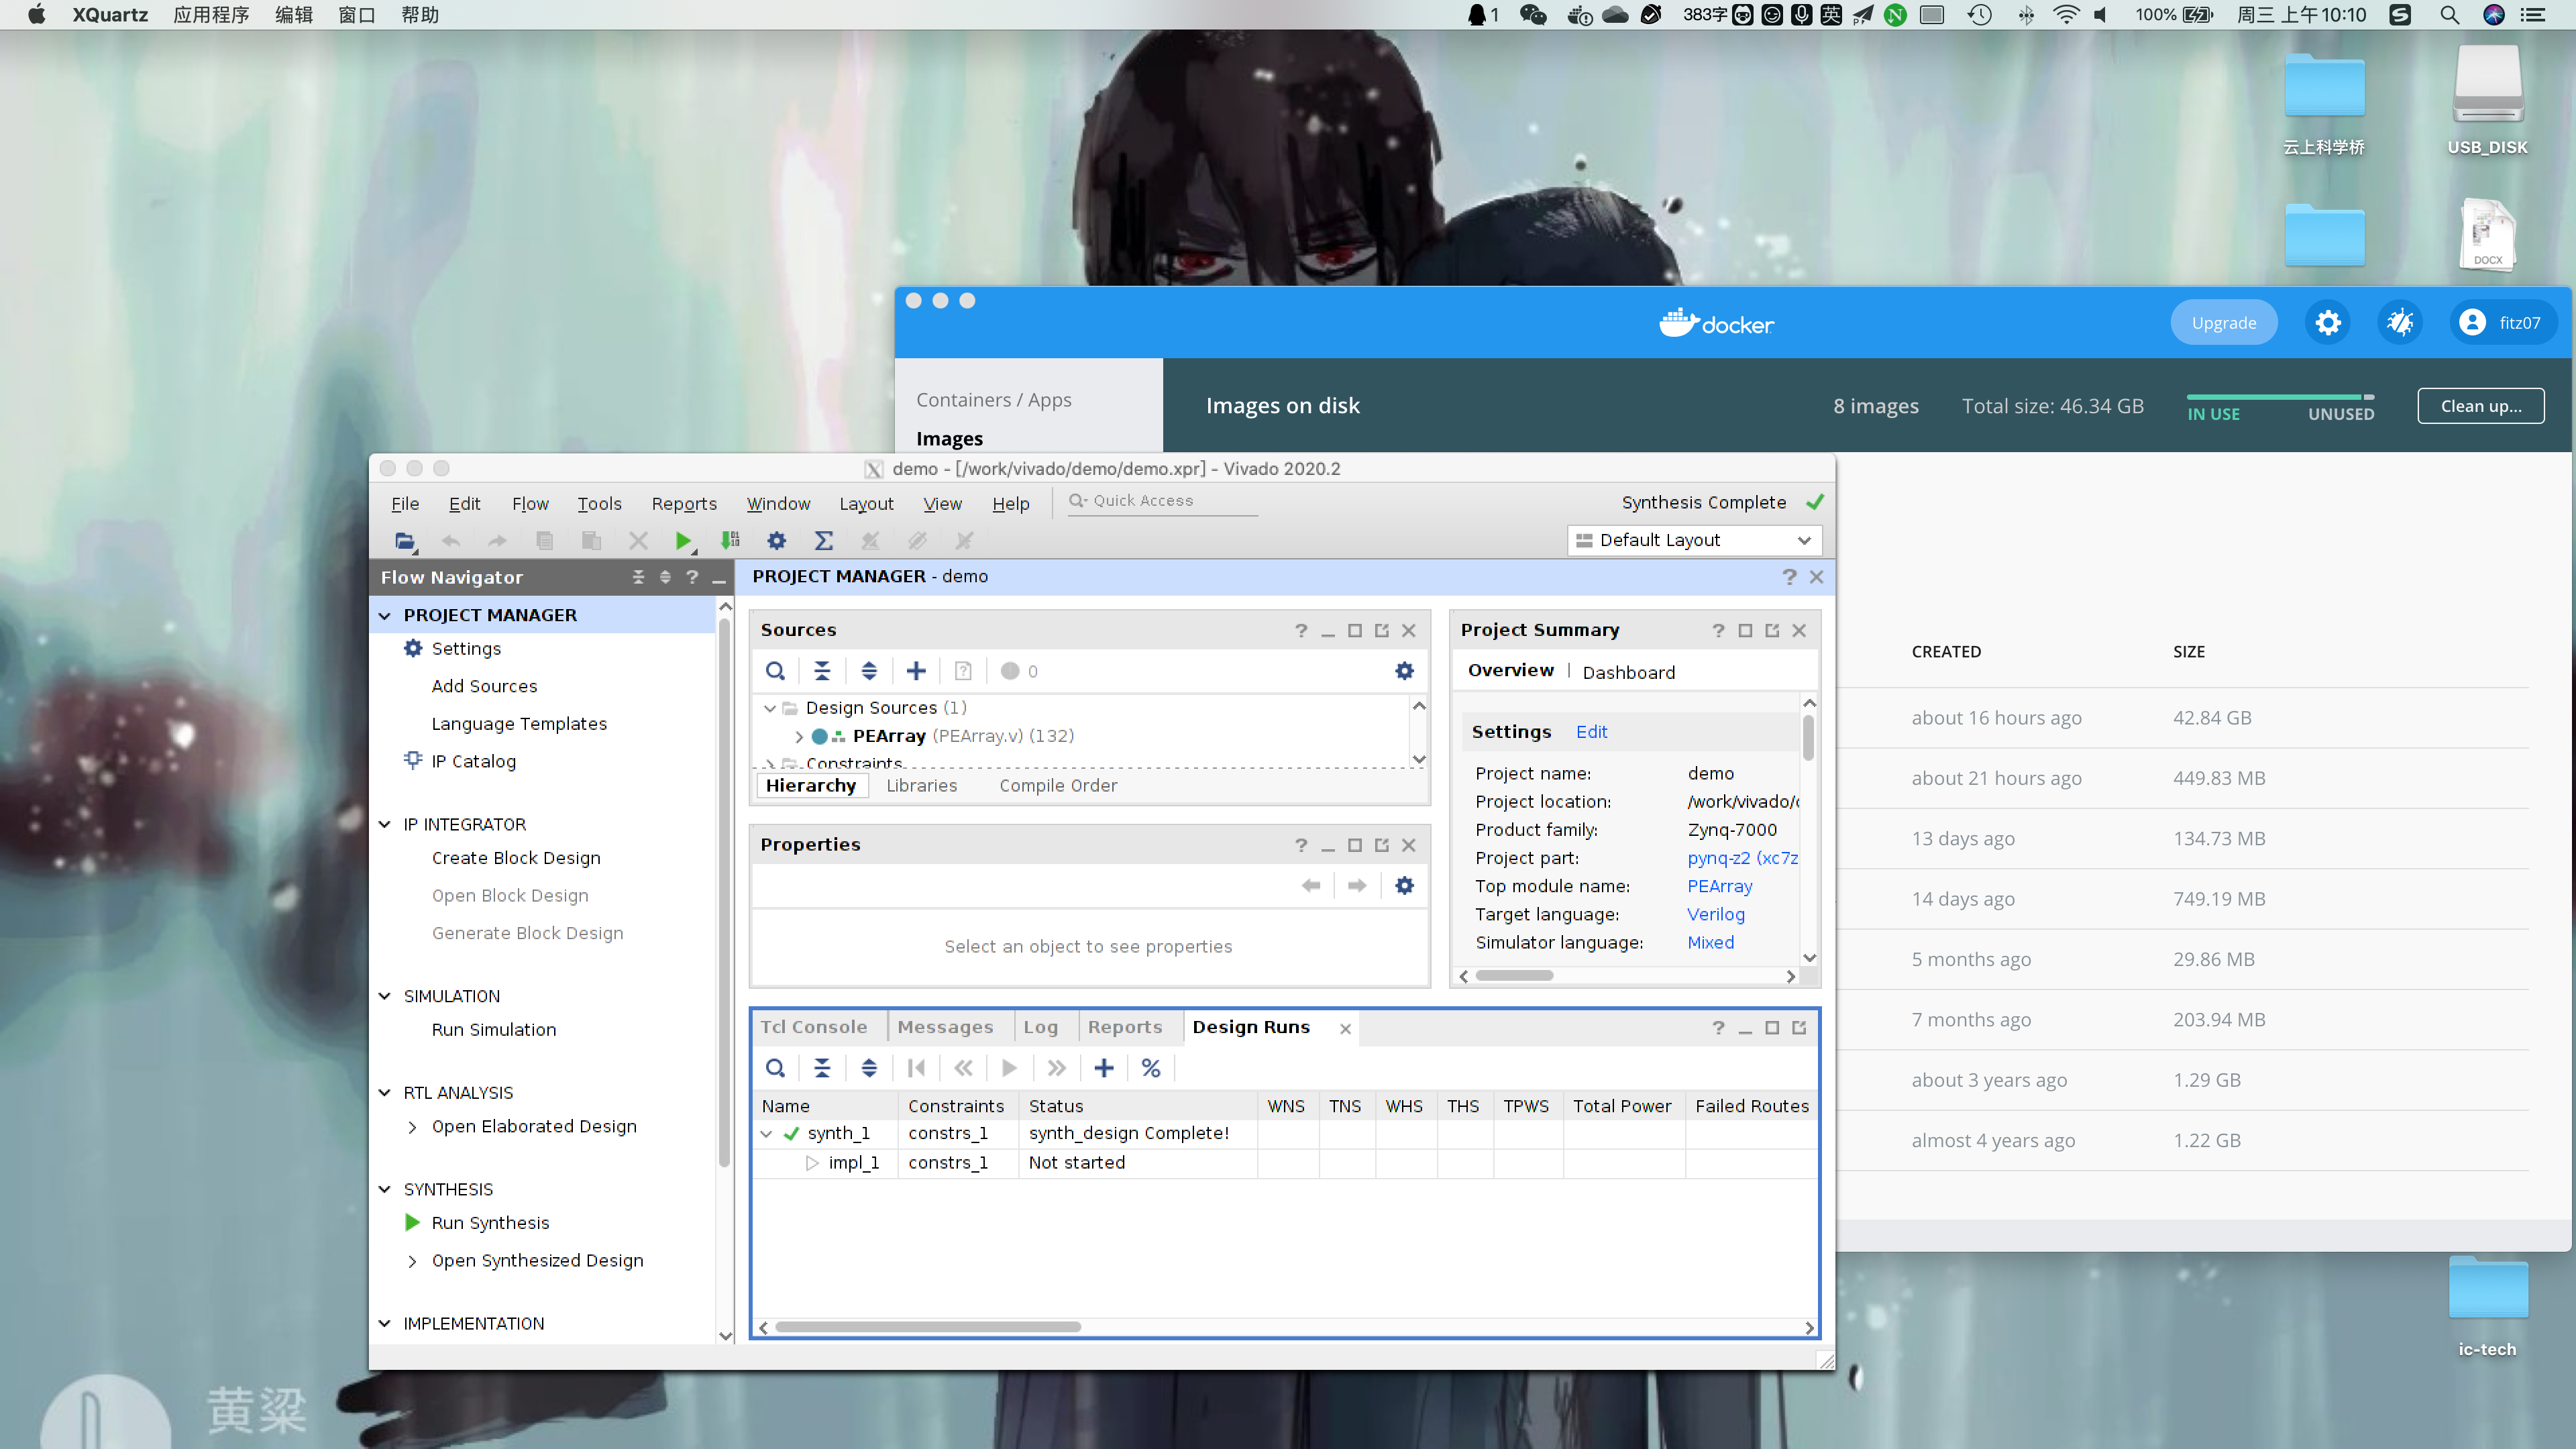 XQuartz 应用程序 编辑 窗口 帮助 1 383字 英 100% 周三 上午10:10
云上科学桥
USB_DISK
DOCX
docker
Upgrade
fitz07
Containers / Apps
Images
Images on disk
8 images
Total size: 46.34 GB
IN USE
UNUSED
Clean up...
CREATED SIZE
about 16 hours ago 42.84 GB
about 21 hours ago 449.83 MB
13 days ago 134.73 MB
14 days ago 749.19 MB
5 months ago 29.86 MB
7 months ago 203.94 MB
about 3 years ago 1.29 GB
almost 4 years ago 1.22 GB
demo - [/work/vivado/demo/demo.xpr] - Vivado 2020.2
File Edit Flow Tools Reports Window Layout View Help Quick Access
Synthesis Complete
Default Layout
Flow Navigator
PROJECT MANAGER
Settings
Add Sources
Language Templates
IP Catalog
IP INTEGRATOR
Create Block Design
Open Block Design
Generate Block Design
SIMULATION
Run Simulation
RTL ANALYSIS
Open Elaborated Design
SYNTHESIS
Run Synthesis
Open Synthesized Design
IMPLEMENTATION
PROJECT MANAGER - demo
Sources
0
Design Sources (1)
PEArray (PEArray.v) (132)
Constraints
Hierarchy Libraries Compile Order
Properties
Select an object to see properties
Project Summary
Overview | Dashboard
Settings Edit
Project name: demo
Project location: /work/vivado/
Product family: Zynq-7000
Project part: pynq-z2 (xc7z
Top module name: PEArray
Target language: Verilog
Simulator language: Mixed
Tcl Console Messages Log Reports Design Runs
Name Constraints Status WNS TNS WHS THS TPWS Total Power Failed Routes
synth_1 constrs_1 synth_design Complete!
impl_1 constrs_1 Not started
ic-tech
黄粱